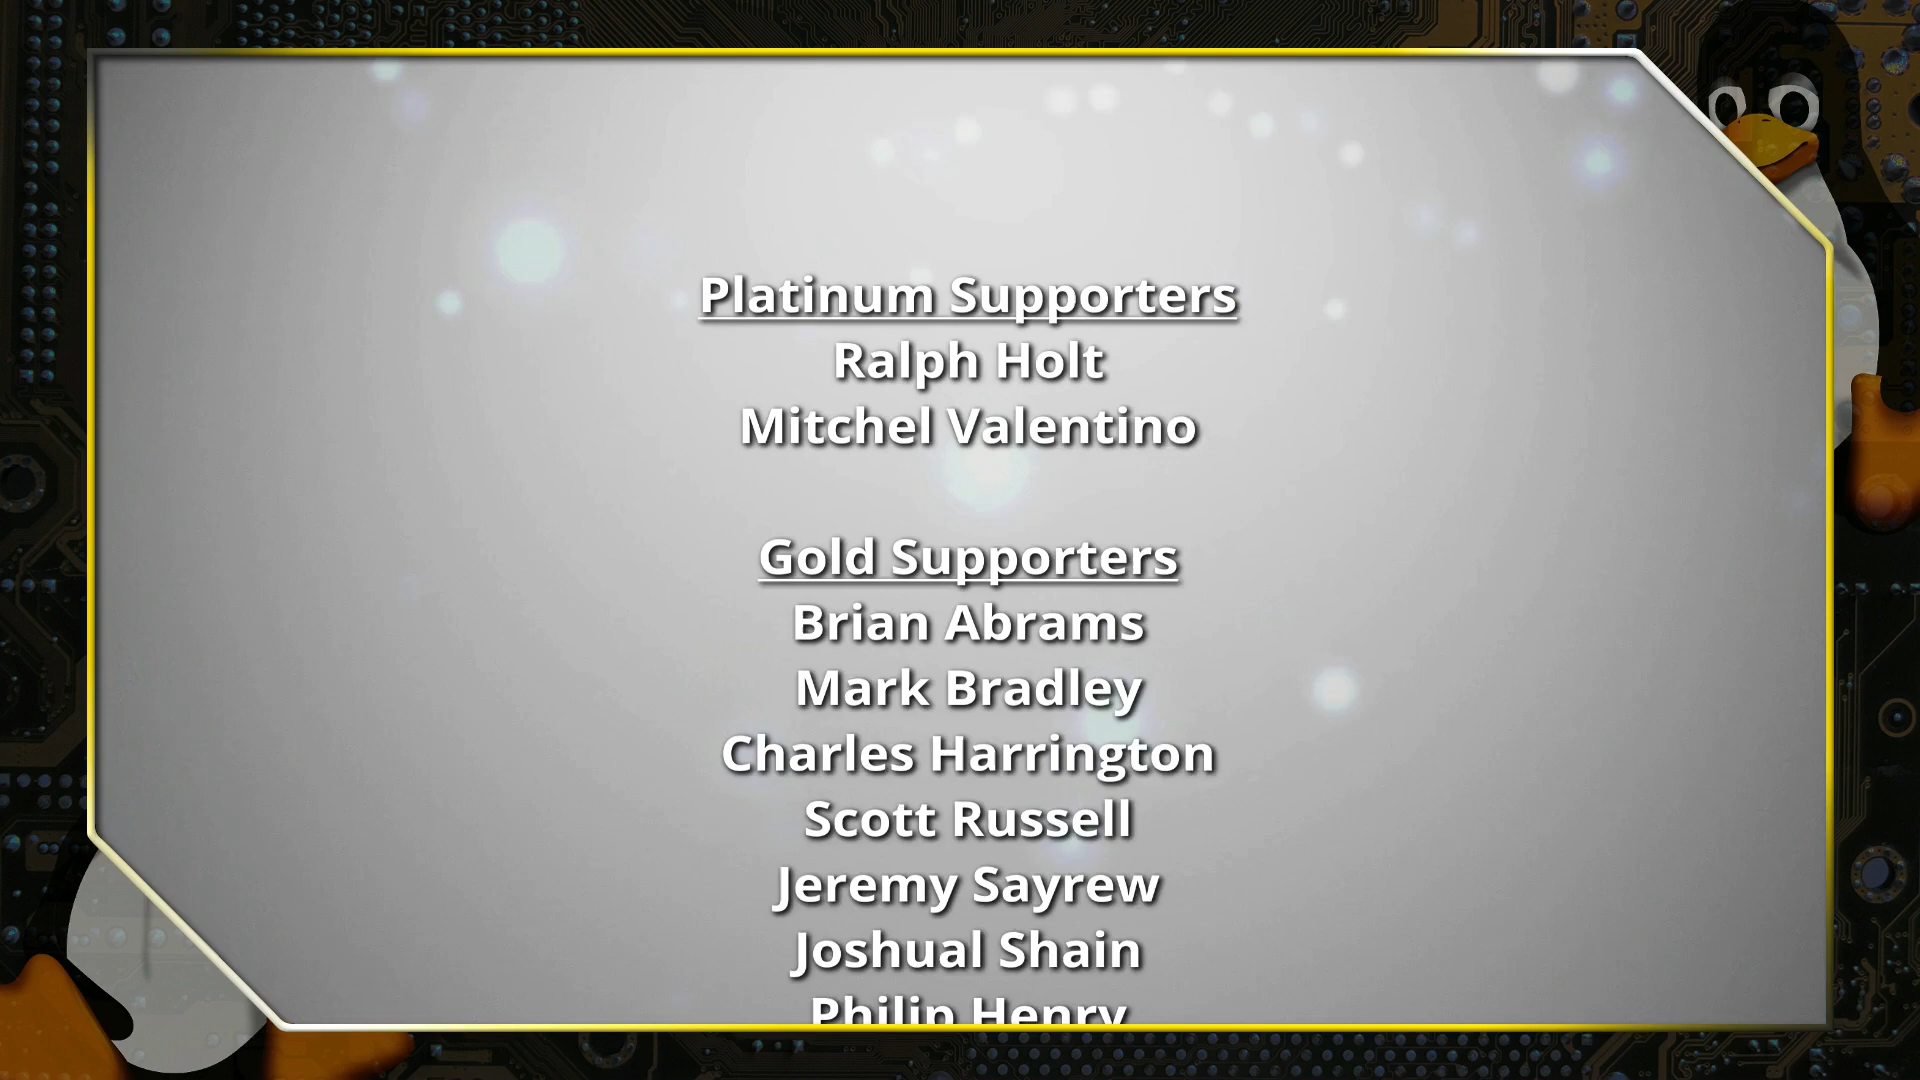 Platinum Supporters
Ralph Holt
Mitchel Valentino
Gold Supporters
Brian Abrams
Mark Bradley
Charles Harrington
Scott Russell
Jeremy Sayrew
Joshual Shain
Philip Henry